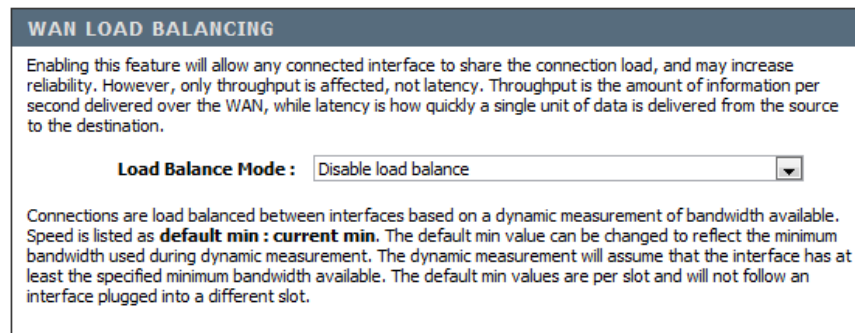 WAN LOAD BALANCING
Enabling this feature will allow any connected interface to share the connection load, and may increase
reliability. However, only throughput is affected, not latency. Throughput is the amount of information per
second delivered over the WAN, while latency is how quickly a single unit of data is delivered from the source
to the destination.
Load Balance Mode : Disable load balance
Connections are load balanced between interfaces based on a dynamic measurement of bandwidth available.
Speed is listed as default min : current min. The default min value can be changed to reflect the minimum
bandwidth used during dynamic measurement. The dynamic measurement will assume that the interface has at
least the specified minimum bandwidth available. The default min values are per slot and will not follow an
interface plugged into a different slot.